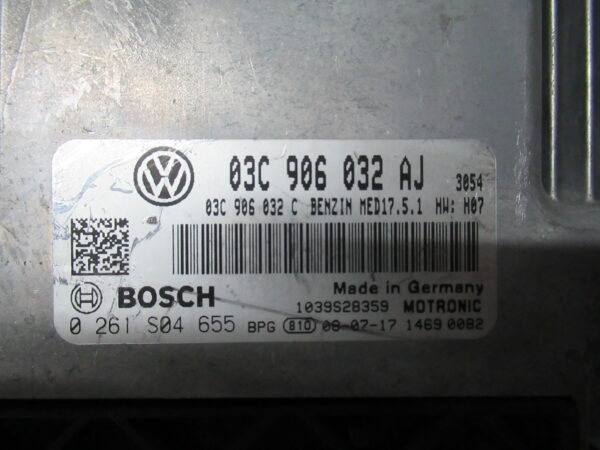 03C 906 032 AJ 3054
03C 906 032 C BENZIN MED17.5.1 HW: H07
Made in Germany
BOSCH 1039S28359 MOTRONIC
0 261 S04 655 BPG 810 08-07-17 1469 0082